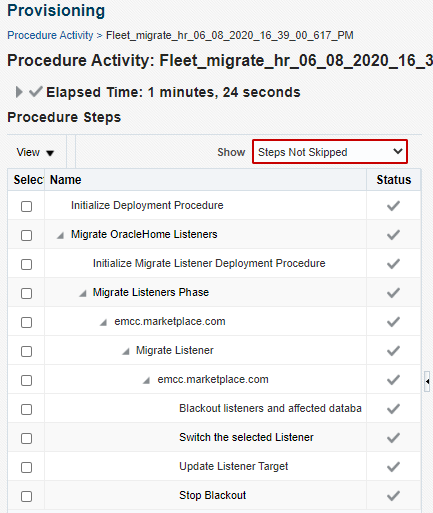 Provisioning
Procedure Activity > Fleet_migrate_hr_06_08_2020_16_39_00_617_PM
Procedure Activity: Fleet_migrate_hr_06_08_2020_16_3
Elapsed Time: 1 minutes, 24 seconds
Procedure Steps
View Show Steps Not Skipped
Selec Name Status
Initialize Deployment Procedure
Migrate OracleHome Listeners
Initialize Migrate Listener Deployment Procedure
Migrate Listeners Phase
emcc.marketplace.com
Migrate Listener
emcc.marketplace.com
Blackout listeners and affected databa
Switch the selected Listener
Update Listener Target
Stop Blackout